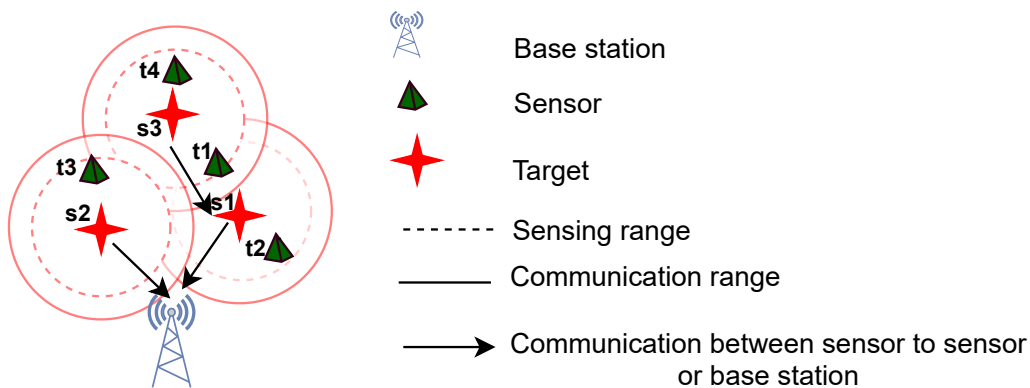 t4
s3
t1
t3
s2
s1
t2
Base station
Sensor
Target
Sensing range
Communication range
Communication between sensor to sensor
or base station